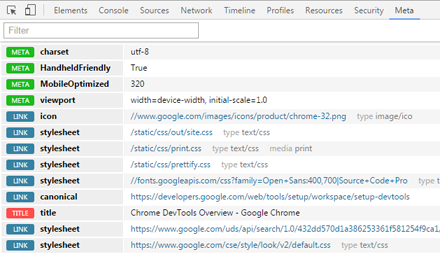 Elements Console Sources Network Timeline Profiles Resources Security Meta
Filter
META charset utf-8
META HandheldFriendly True
META MobileOptimized 320
META viewport width=device-width, initial-scale=1.0
LINK icon //www.google.com/images/icons/product/chrome-32.png type image/ico
LINK stylesheet /static/css/out/site.css type text/css
LINK stylesheet /static/css/print.css media print
LINK stylesheet /static/css/prettify.css type text/css
LINK stylesheet //fonts.googleapis.com/css?family=Open+Sans:400,700|Source+Code+Pro type text/c
LINK canonical https://developers.google.com/web/tools/setup/workspace/setup-devtools
TITLE title Chrome DevTools Overview - Google Chrome
LINK stylesheet https://www.google.com/uds/api/search/1.0/432dd570d1a386253361f581254f9ca1/
LINK stylesheet https://www.google.com/cse/style/look/v2/default.css type text/css